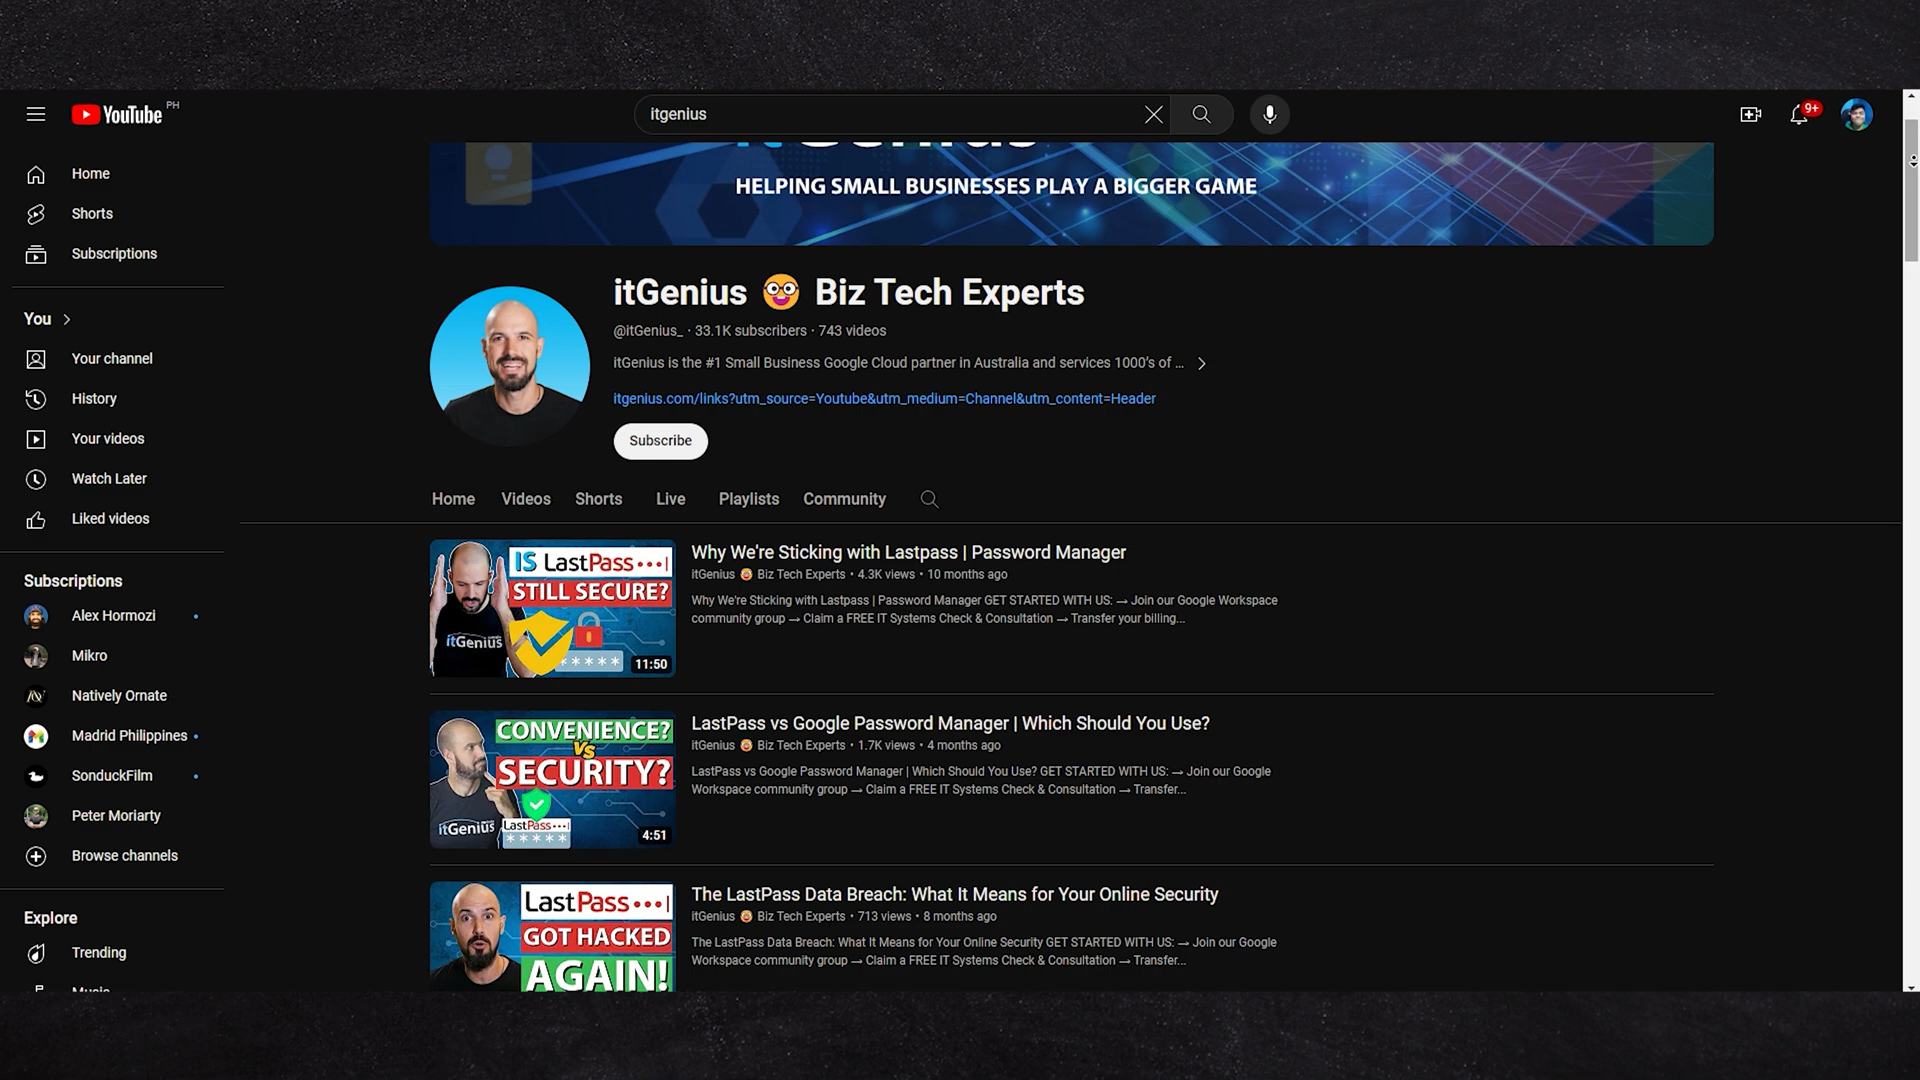 YouTube PH
itgenius
9+
Home
Shorts
Subscriptions
You
Your channel
History
Your videos
Watch Later
Liked videos
Subscriptions
Alex Hormozi
Mikro
Natively Ornate
Madrid Philippines
SonduckFilm
Peter Moriarty
Browse channels
Explore
Trending
Music
itGenius
HELPING SMALL BUSINESSES PLAY A BIGGER GAME
itGenius 🤓 Biz Tech Experts
@itGenius_ · 33.1K subscribers · 743 videos
itGenius is the #1 Small Business Google Cloud partner in Australia and services 1000's of ...
itgenius.com/links?utm_source=Youtube&utm_medium=Channel&utm_content=Header
Subscribe
Home Videos Shorts Live Playlists Community
IS LastPass •••|
STILL SECURE?
itGenius
*****
11:50
Why We're Sticking with Lastpass | Password Manager
itGenius 🤓 Biz Tech Experts • 4.3K views • 10 months ago
Why We're Sticking with Lastpass | Password Manager GET STARTED WITH US: → Join our Google Workspace
community group → Claim a FREE IT Systems Check & Consultation → Transfer your billing...
CONVENIENCE?
VS
SECURITY?
itGenius
LastPass •••|
*****
4:51
LastPass vs Google Password Manager | Which Should You Use?
itGenius 🤓 Biz Tech Experts • 1.7K views • 4 months ago
LastPass vs Google Password Manager | Which Should You Use? GET STARTED WITH US: → Join our Google
Workspace community group → Claim a FREE IT Systems Check & Consultation → Transfer...
LastPass •••|
GOT HACKED
AGAIN!
The LastPass Data Breach: What It Means for Your Online Security
itGenius 🤓 Biz Tech Experts • 713 views • 8 months ago
The LastPass Data Breach: What It Means for Your Online Security GET STARTED WITH US: → Join our Google
Workspace community group → Claim a FREE IT Systems Check & Consultation → Transfer...